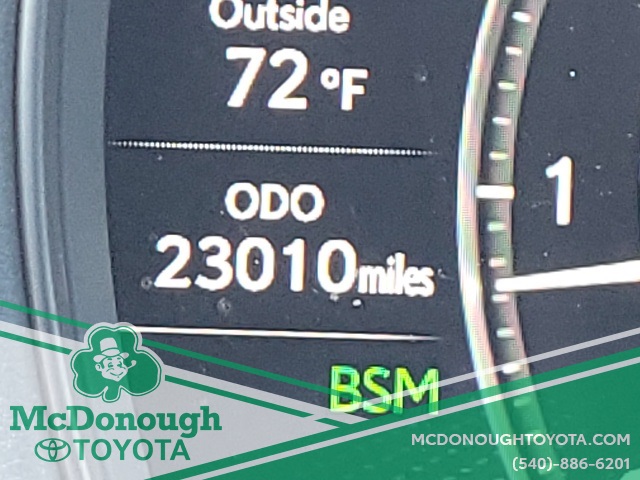 Outside
72 °F
ODO
23010 miles
1
BSM
McDonough
TOYOTA
MCDONOUGHTOYOTA.COM
(540)-886-6201